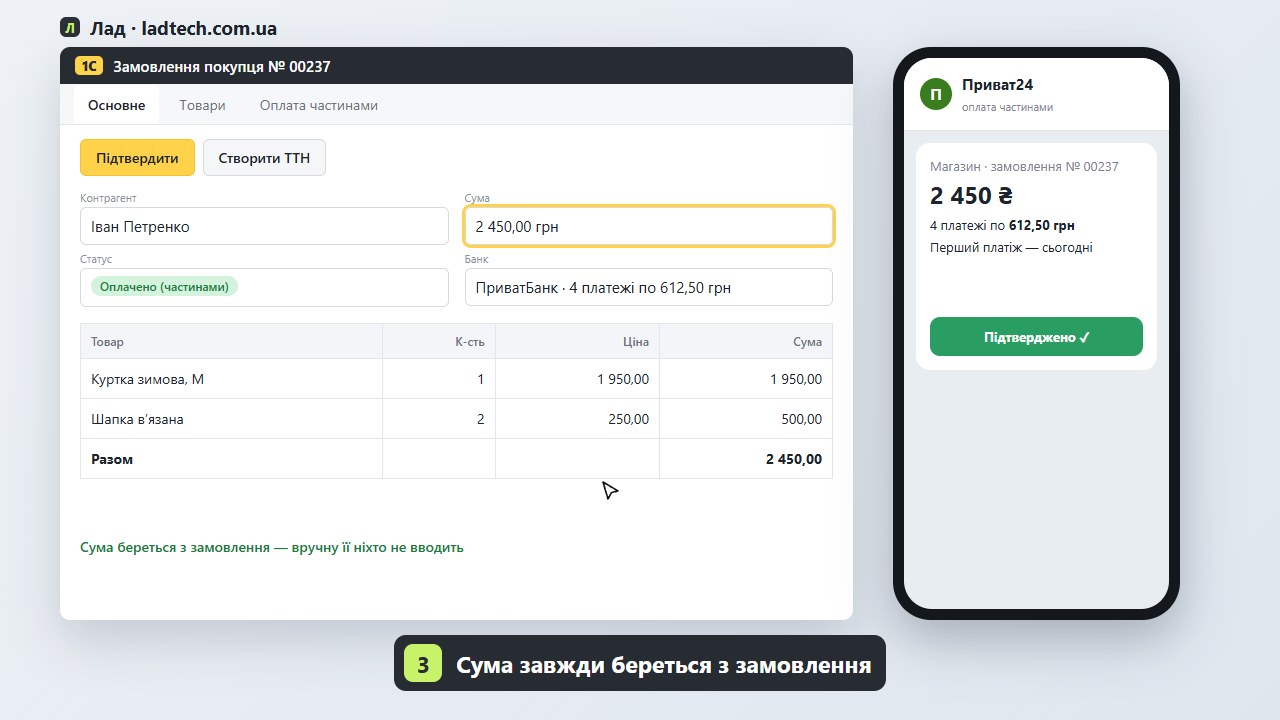 Л Лад · ladtech.com.ua
1С Замовлення покупця № 00237
Основне Товари Оплата частинами
Підтвердити Створити ТТН
Контрагент Сума
Іван Петренко 2 450,00 грн
Статус Банк
Оплачено (частинами) ПриватБанк · 4 платежі по 612,50 грн
Товар К-сть Ціна Сума
Куртка зимова, М 1 1 950,00 1 950,00
Шапка в’язана 2 250,00 500,00
Разом 2 450,00
Сума береться з замовлення — вручну її ніхто не вводить
П Приват24
оплата частинами
Магазин · замовлення № 00237
2 450 ₴
4 платежі по 612,50 грн
Перший платіж — сьогодні
Підтверджено ✓
3 Сума завжди береться з замовлення